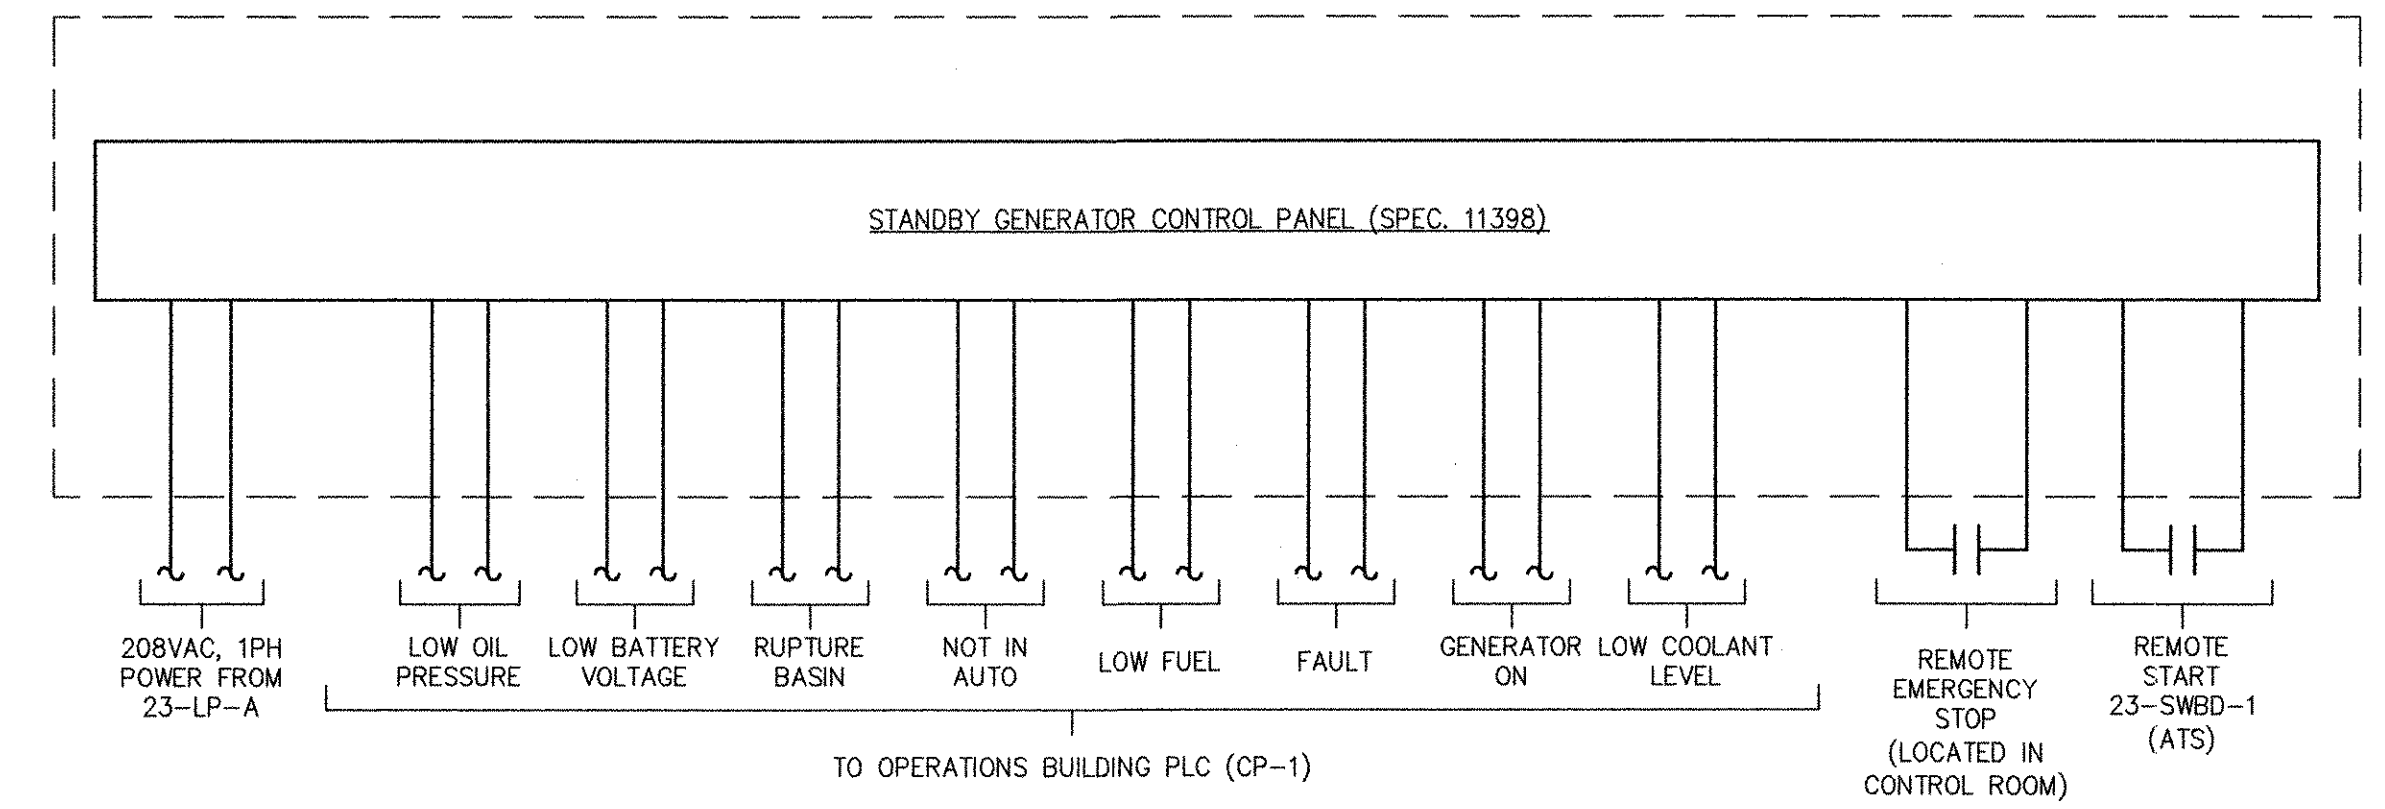 STANDBY GENERATOR CONTROL PANEL (SPEC. 11398)
208VAC, 1PH
POWER FROM
23-LP-A
LOW OIL
PRESSURE
LOW BATTERY
VOLTAGE
RUPTURE
BASIN
NOT IN
AUTO
LOW FUEL
FAULT
GENERATOR
ON
LOW COOLANT
LEVEL
TO OPERATIONS BUILDING PLC (CP-1)
REMOTE
EMERGENCY
STOP
(LOCATED IN
CONTROL ROOM)
REMOTE
START
23-SWBD-1
(ATS)